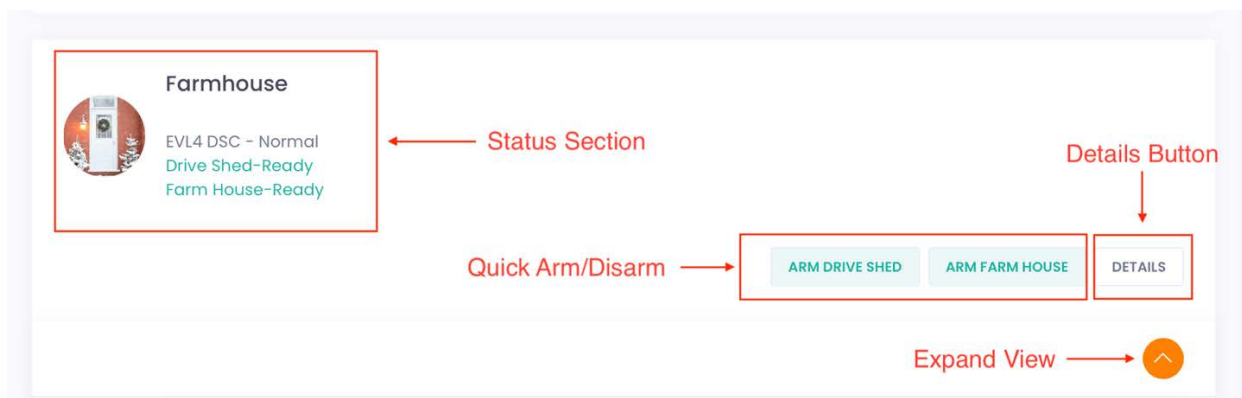 Farmhouse
EVL4 DSC - Normal
Drive Shed-Ready
Farm House-Ready
Status Section
Details Button
Quick Arm/Disarm
ARM DRIVE SHED
ARM FARM HOUSE
DETAILS
Expand View